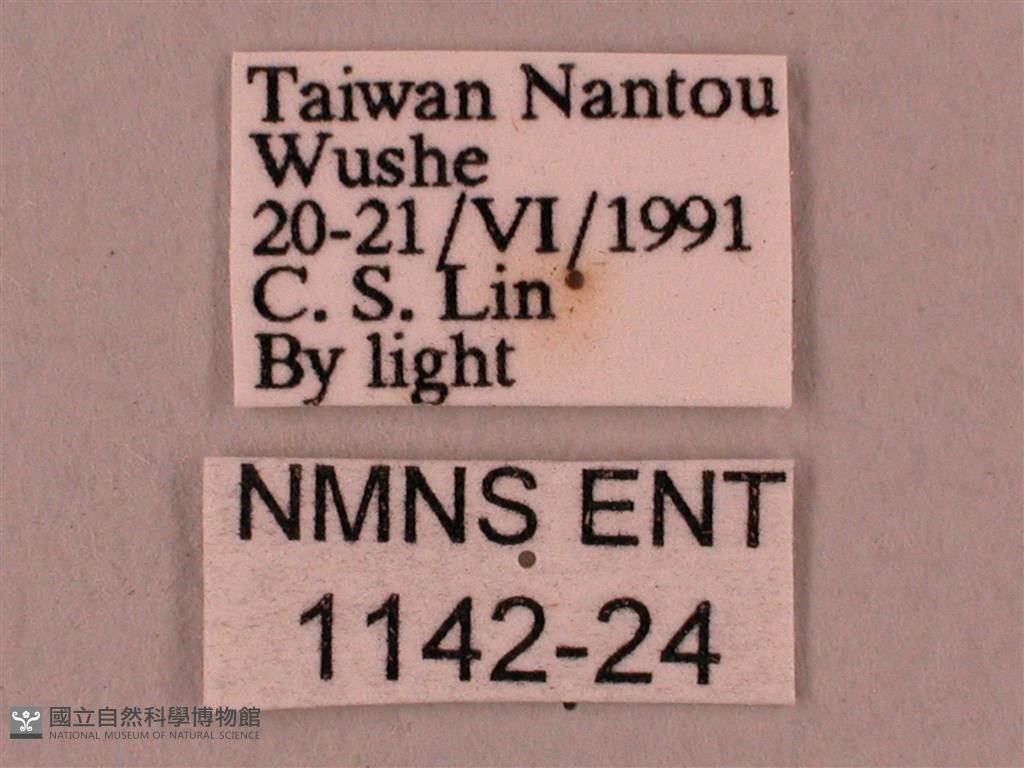 Taiwan Nantou
Wushe
20-21/VI/1991
C. S. Lin
By light
NMNS ENT
1142-24
國立自然科學博物館
NATIONAL MUSEUM OF NATURAL SCIENCE